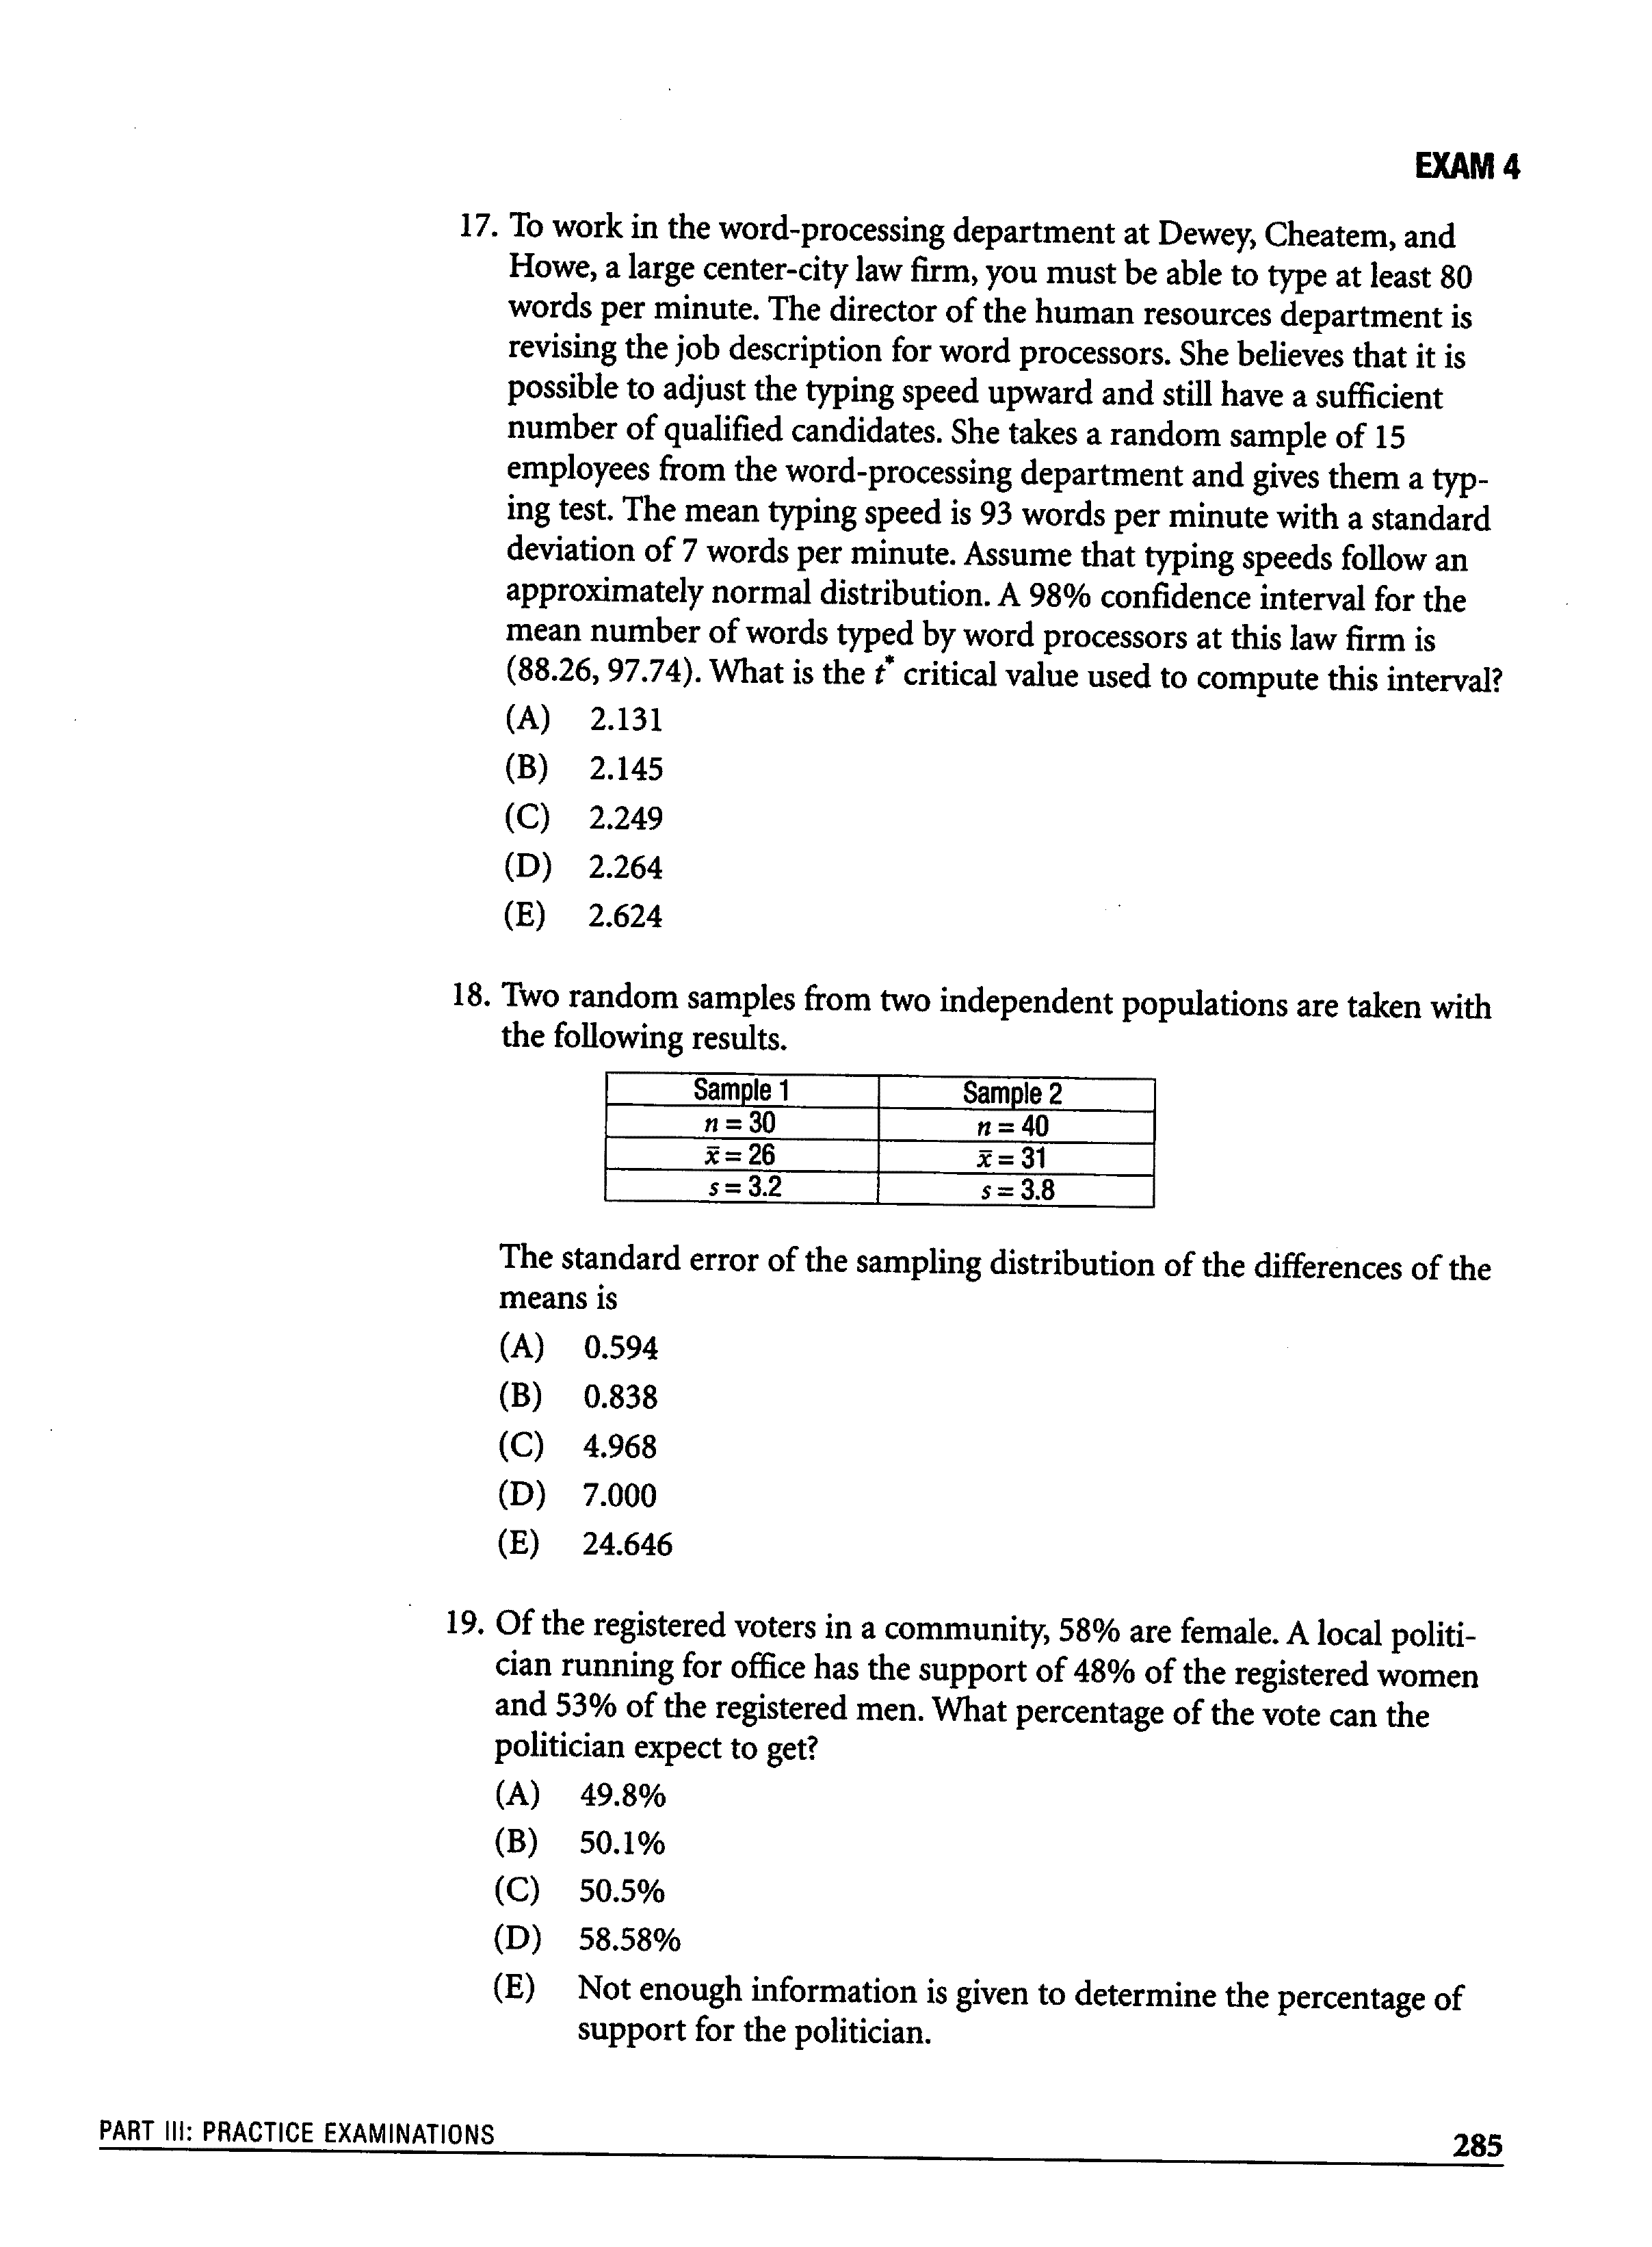 EXAM 4
17. To work in the word-processing department at Dewey, Cheatem, and
Howe, a large center-city law firm, you must be able to type at least 80
words per minute. The director of the human resources department is
revising the job description for word processors. She believes that it is
possible to adjust the typing speed upward and still have a sufficient
number of qualified candidates. She takes a random sample of 15
employees from the word-processing department and gives them a typ-
ing test. The mean typing speed is 93 words per minute with a standard
deviation of 7 words per minute. Assume that typing speeds follow an
approximately normal distribution. A 98% confidence interval for the
mean number of words typed by word processors at this law firm is
(88.26, 97.74). What is the t* critical value used to compute this interval?
(A) 2.131
(B) 2.145
(C) 2.249
(D) 2.264
(E) 2.624
18. Two random samples from two independent populations are taken with
the following results.
Sample 1 Sample 2
n = 30 n = 40
x̄ = 26 x̄ = 31
s = 3.2 s = 3.8
The standard error of the sampling distribution of the differences of the
means is
(A) 0.594
(B) 0.838
(C) 4.968
(D) 7.000
(E) 24.646
19. Of the registered voters in a community, 58% are female. A local politi-
cian running for office has the support of 48% of the registered women
and 53% of the registered men. What percentage of the vote can the
politician expect to get?
(A) 49.8%
(B) 50.1%
(C) 50.5%
(D) 58.58%
(E) Not enough information is given to determine the percentage of
support for the politician.
PART III: PRACTICE EXAMINATIONS
285